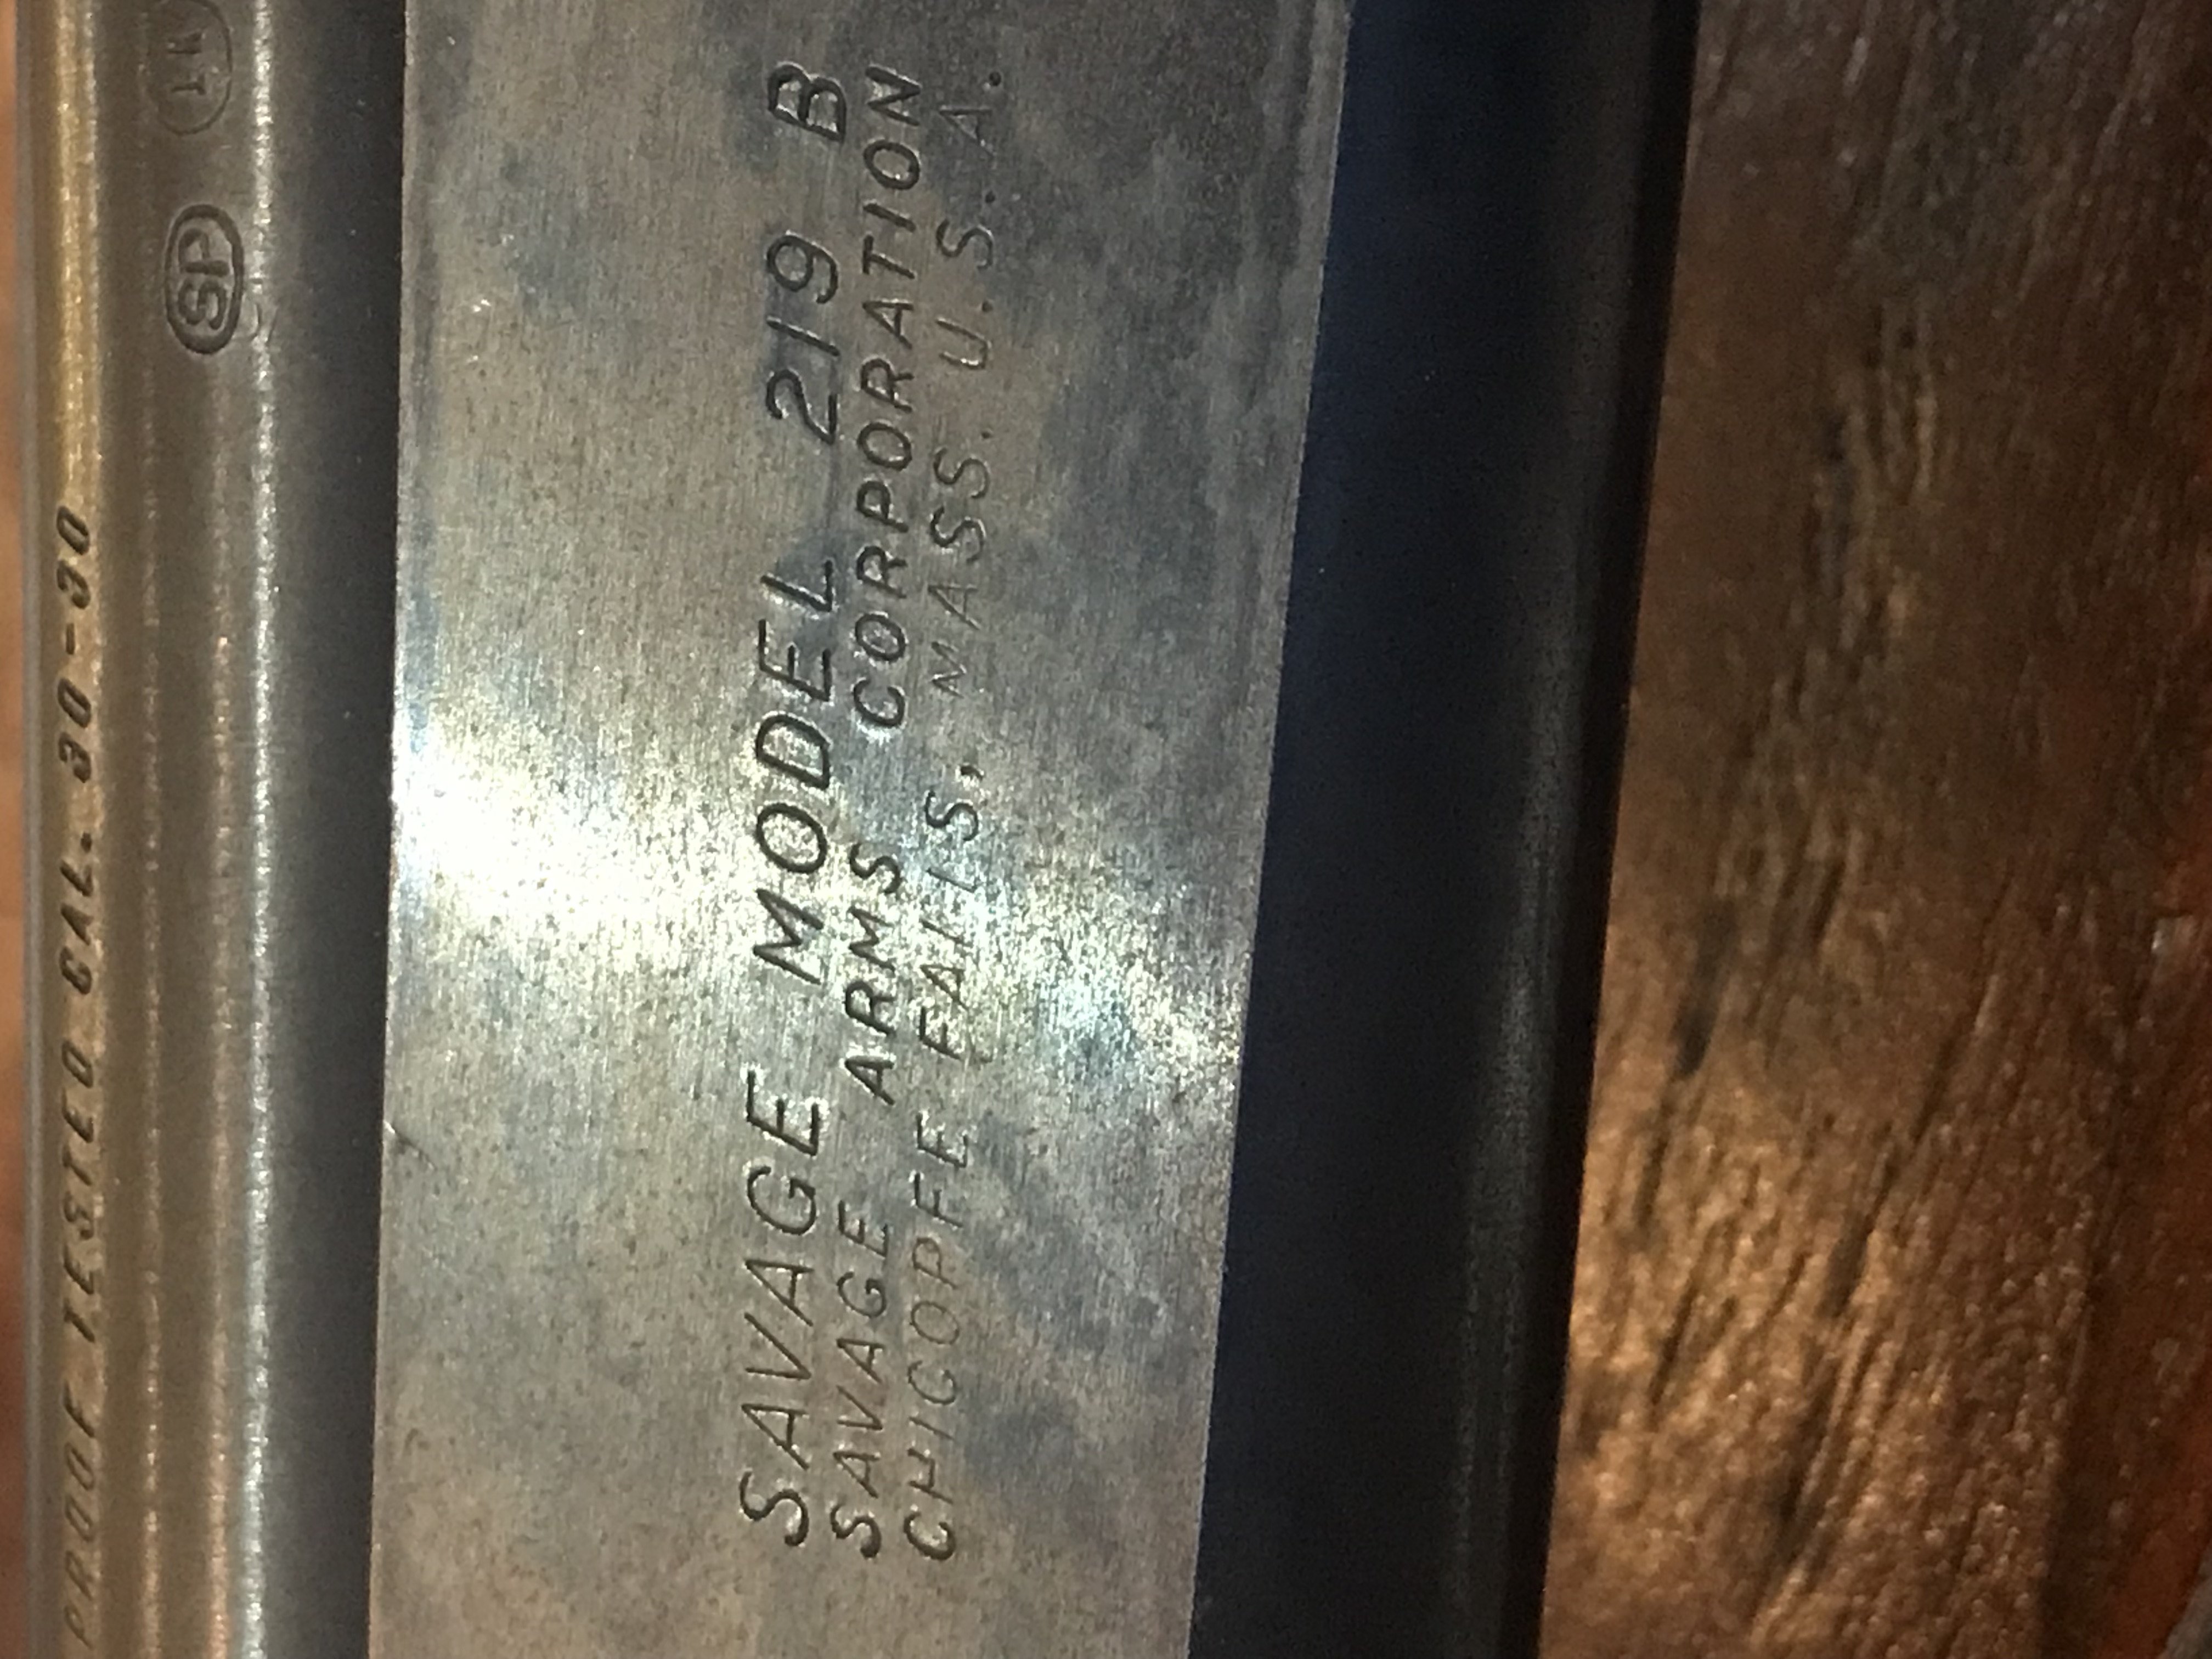 PROOF TESTED CAL. 30-30
SP
SAVAGE MODEL 219 B
SAVAGE ARMS CORPORATION
CHICOPEE FALLS, MASS. U.S.A.